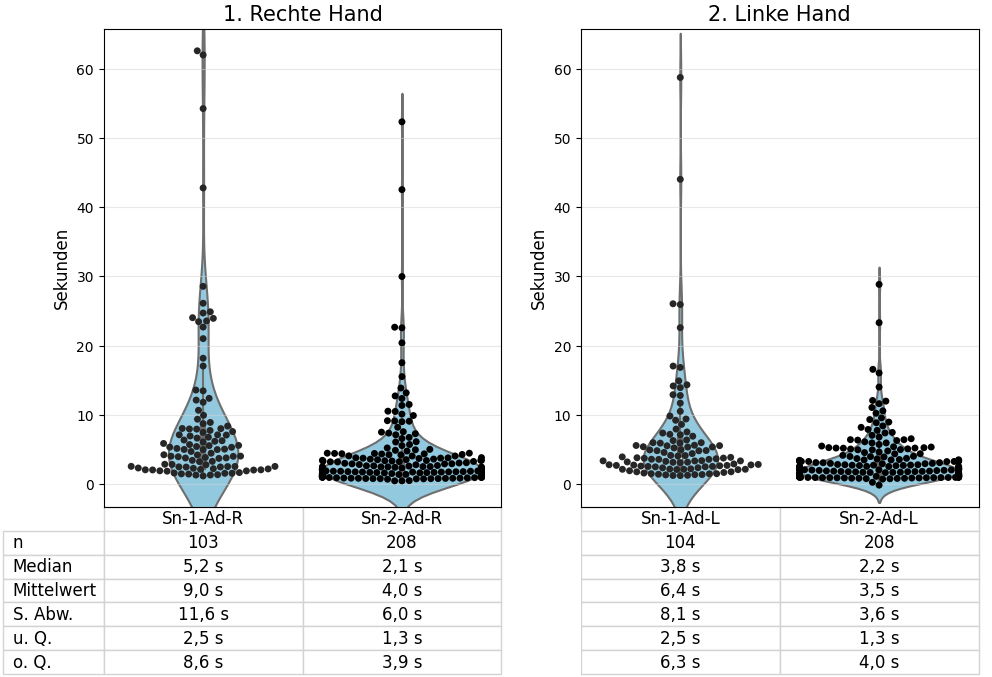 1. Rechte Hand
2. Linke Hand
Sekunden
60
50
40
30
20
10
0
Sekunden
60
50
40
30
20
10
0
Sn-1-Ad-R Sn-2-Ad-R Sn-1-Ad-L Sn-2-Ad-L
n 103 208 104 208
Median 5,2 s 2,1 s 3,8 s 2,2 s
Mittelwert 9,0 s 4,0 s 6,4 s 3,5 s
S. Abw. 11,6 s 6,0 s 8,1 s 3,6 s
u. Q. 2,5 s 1,3 s 2,5 s 1,3 s
o. Q. 8,6 s 3,9 s 6,3 s 4,0 s